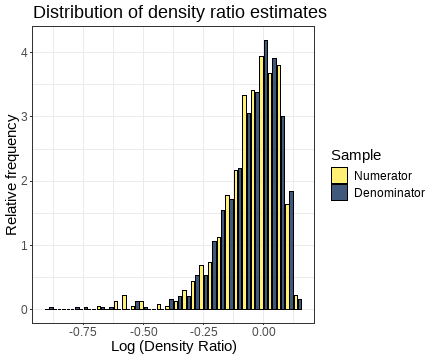 Distribution of density ratio estimates
Relative frequency
4
3
2
1
0
-0.75 -0.50 -0.25 0.00
Log (Density Ratio)
Sample
Numerator
Denominator